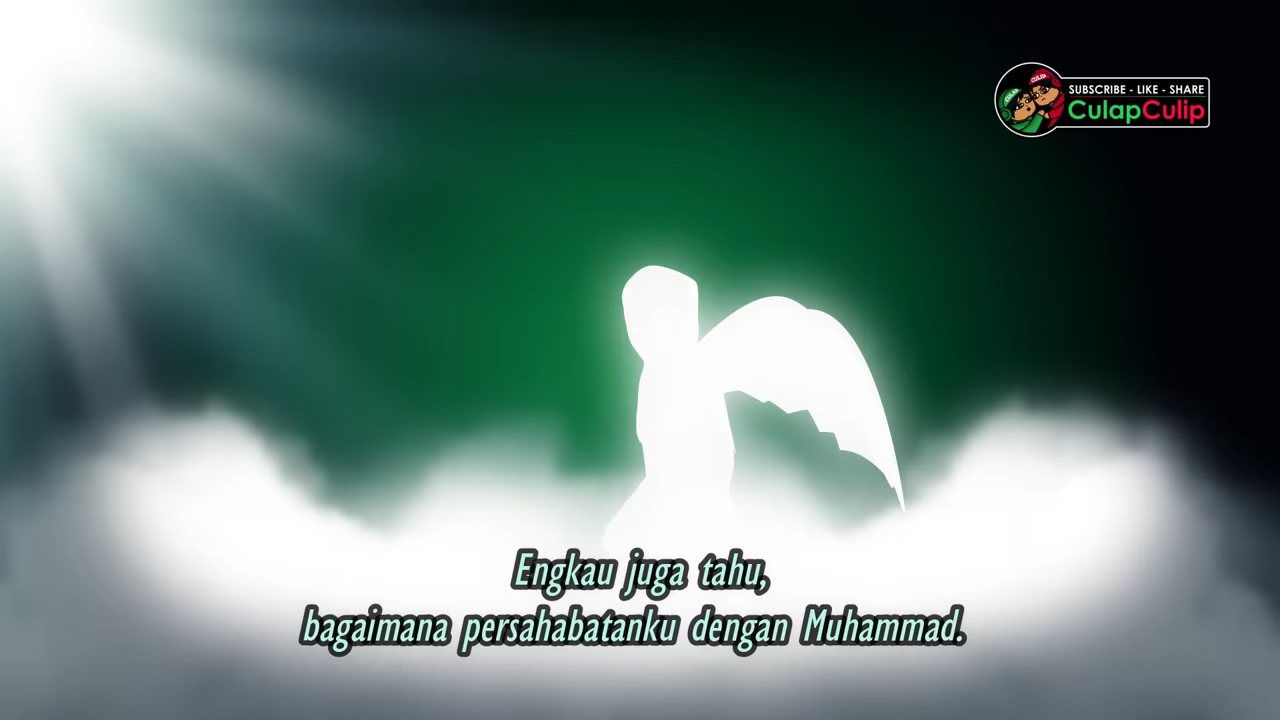 SUBSCRIBE - LIKE - SHARE
CulapCulip
Engkau juga tahu,
bagaimana persahabatanku dengan Muhammad.